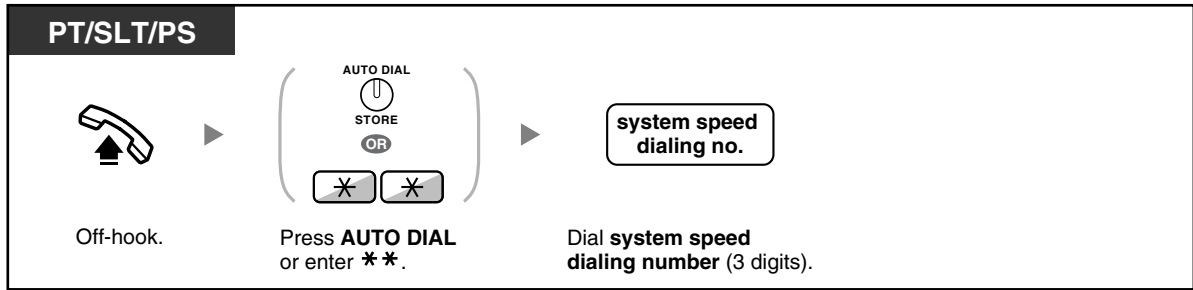 PT/SLT/PS
AUTO DIAL
STORE
OR
* *
system speed
dialing no.
Off-hook.
Press AUTO DIAL
or enter **.
Dial system speed
dialing number (3 digits).